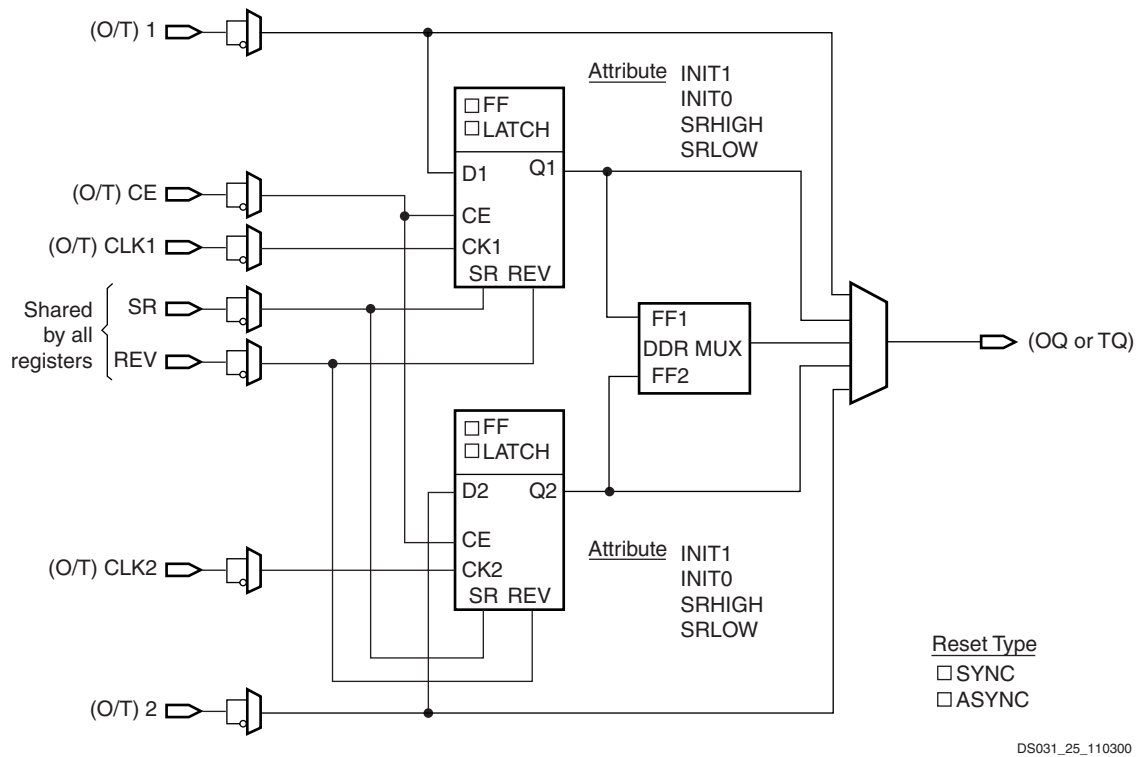 (O/T) 1
Attribute INIT1
INIT0
SRHIGH
SRLOW
FF
LATCH
D1 Q1
(O/T) CE
CE
(O/T) CLK1
CK1
SR REV
Shared
by all
registers
SR
REV
FF1
DDR MUX
FF2
(OQ or TQ)
FF
LATCH
D2 Q2
CE
(O/T) CLK2
CK2
SR REV
Attribute INIT1
INIT0
SRHIGH
SRLOW
Reset Type
SYNC
ASYNC
(O/T) 2
DS031_25_110300